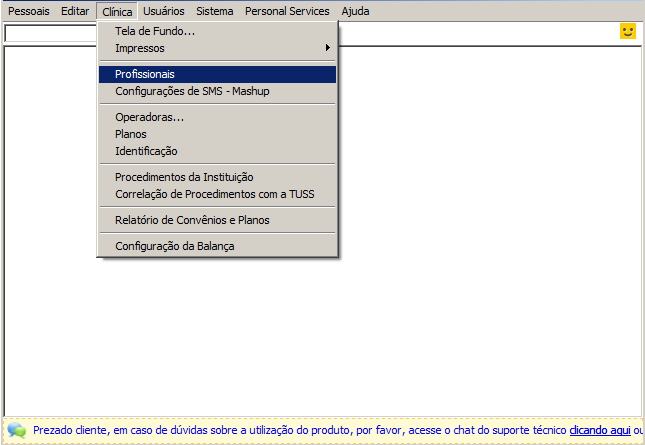 Pessoais Editar Clínica Usuários Sistema Personal Services Ajuda
Tela de Fundo...
Impressos
Profissionais
Configurações de SMS - Mashup
Operadoras...
Planos
Identificação
Procedimentos da Instituição
Correlação de Procedimentos com a TUSS
Relatório de Convênios e Planos
Configuração da Balança
Prezado cliente, em caso de dúvidas sobre a utilização do produto, por favor, acesse o chat do suporte técnico clicando aqui ou